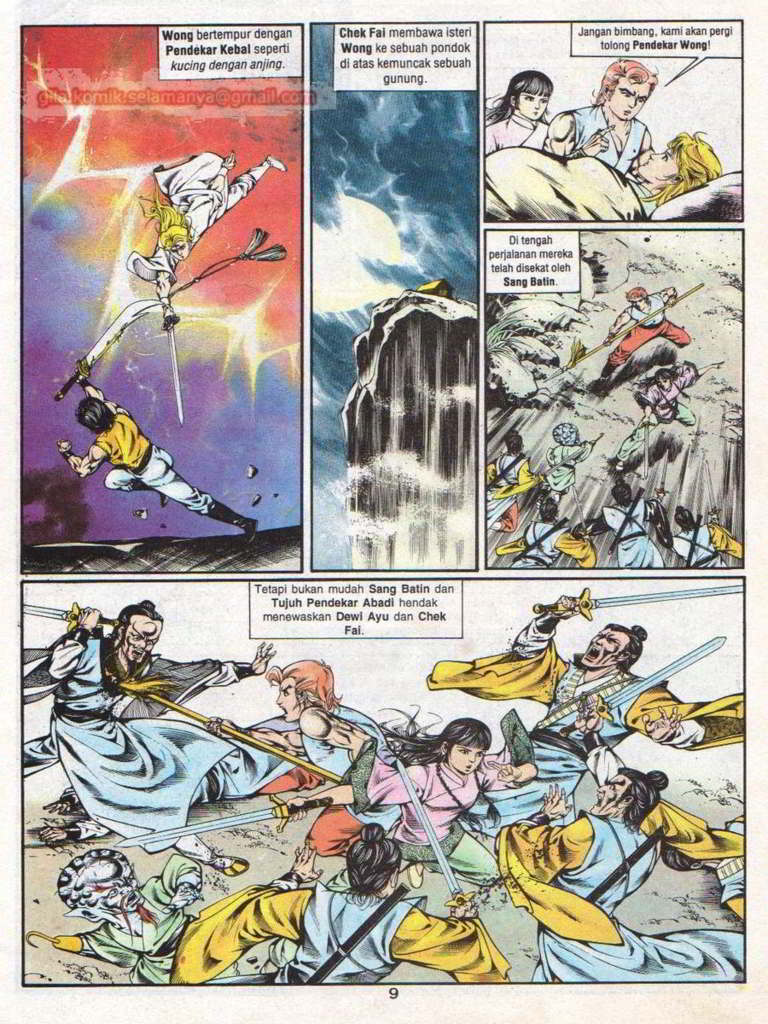 Wong bertempur dengan
Pendekar Kebal seperti
kucing dengan anjing.
gila.komik.selamanya@gmail.com
Chek Fai membawa isteri
Wong ke sebuah pondok
di atas kemuncak sebuah
gunung.
Jangan bimbang, kami akan pergi
tolong Pendekar Wong!
Di tengah
perjalanan mereka
telah disekat oleh
Sang Batin.
Tetapi bukan mudah Sang Batin dan
Tujuh Pendekar Abadi hendak
menewaskan Dewi Ayu dan Chek
Fai.
9